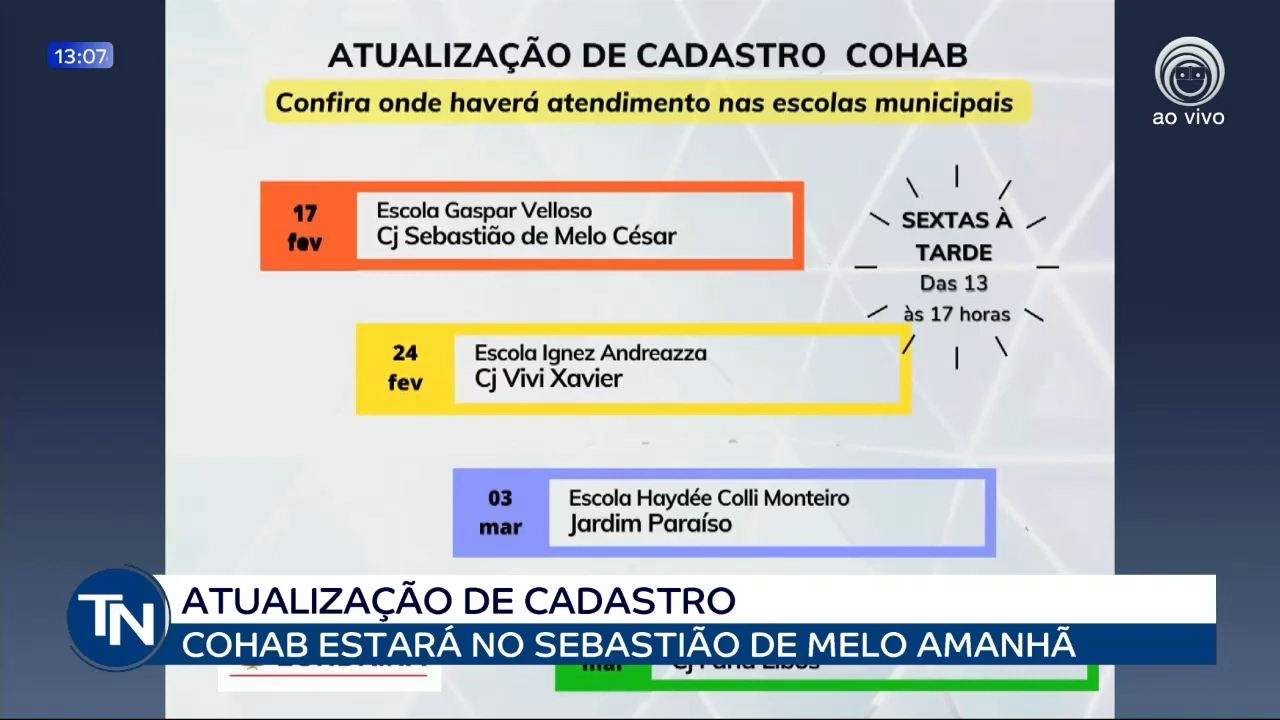 13:07
ao vivo
ATUALIZAÇÃO DE CADASTRO COHAB
Confira onde haverá atendimento nas escolas municipais
17
fev
Escola Gaspar Velloso
Cj Sebastião de Melo César
SEXTAS À
TARDE
Das 13
às 17 horas
24
fev
Escola Ignez Andreazza
Cj Vivi Xavier
03
mar
Escola Haydée Colli Monteiro
Jardim Paraíso
TN
ATUALIZAÇÃO DE CADASTRO
COHAB ESTARÁ NO SEBASTIÃO DE MELO AMANHÃ
mar
Cj